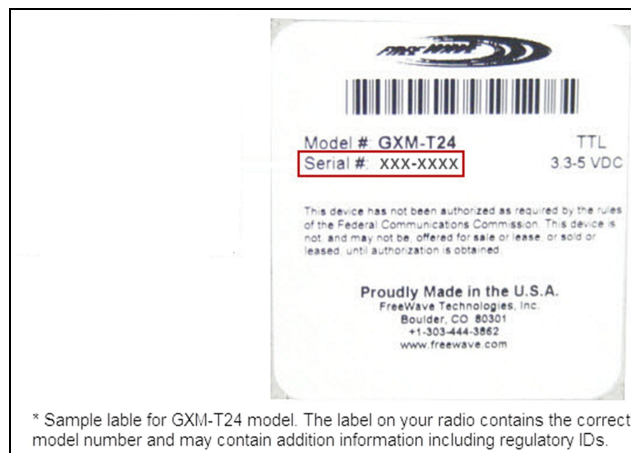 FREE WAVE
Model #: GXM-T24 TTL
Serial #: XXX-XXXX 3.3-5 VDC
This device has not been authorized as required by the rules
of the Federal Communications Commission. This device is
not, and may not be, offered for sale or lease, or sold or
leased, until authorization is obtained.
Proudly Made in the U.S.A.
FreeWave Technologies, Inc.
Boulder, CO 80301
+1-303-444-3862
www.freewave.com
* Sample lable for GXM-T24 model. The label on your radio contains the correct
model number and may contain addition information including regulatory IDs.